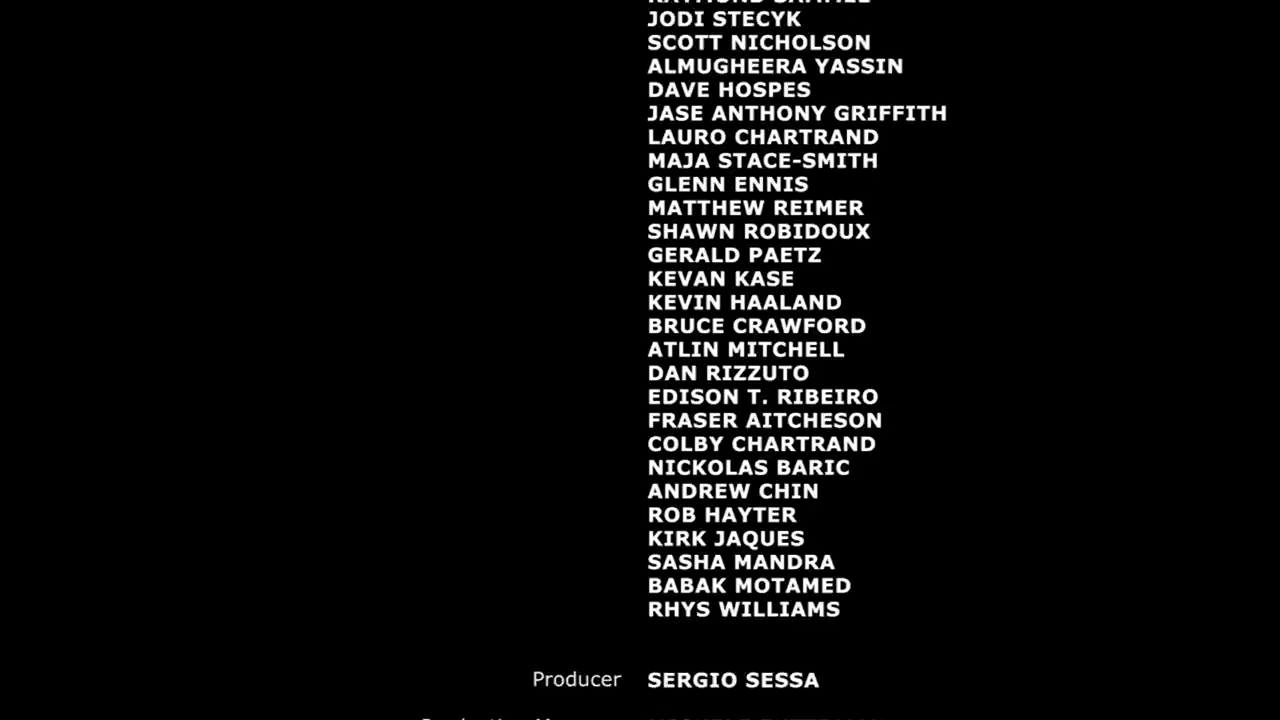 JODI STECYK
SCOTT NICHOLSON
ALMUGHEERA YASSIN
DAVE HOSPES
JASE ANTHONY GRIFFITH
LAURO CHARTRAND
MAJA STACE-SMITH
GLENN ENNIS
MATTHEW REIMER
SHAWN ROBIDOUX
GERALD PAETZ
KEVAN KASE
KEVIN HAALAND
BRUCE CRAWFORD
ATLIN MITCHELL
DAN RIZZUTO
EDISON T. RIBEIRO
FRASER AITCHESON
COLBY CHARTRAND
NICKOLAS BARIC
ANDREW CHIN
ROB HAYTER
KIRK JAQUES
SASHA MANDRA
BABAK MOTAMED
RHYS WILLIAMS
Producer SERGIO SESSA